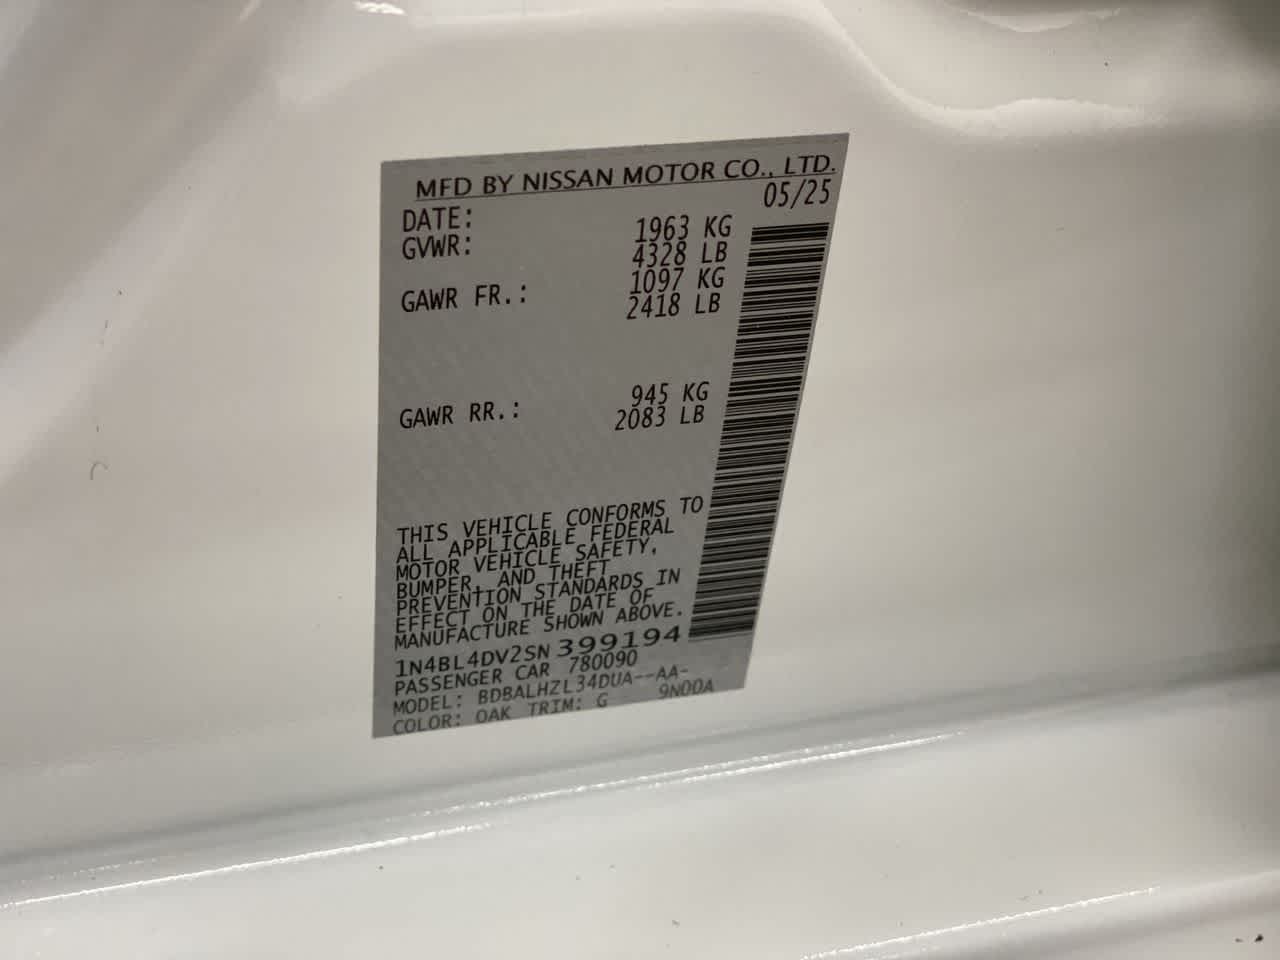 MFD BY NISSAN MOTOR CO., LTD.
DATE: 05/25
GVWR: 1963 KG
4328 LB
GAWR FR.: 1097 KG
2418 LB
GAWR RR.: 945 KG
2083 LB
THIS VEHICLE CONFORMS TO
ALL APPLICABLE FEDERAL
MOTOR VEHICLE SAFETY,
BUMPER, AND THEFT
PREVENTION STANDARDS IN
EFFECT ON THE DATE OF
MANUFACTURE SHOWN ABOVE.
1N4BL4DV2SN399194
PASSENGER CAR 780090
MODEL: BDBALHZL34DUA--AA-
COLOR: QAK TRIM: G 9N00A